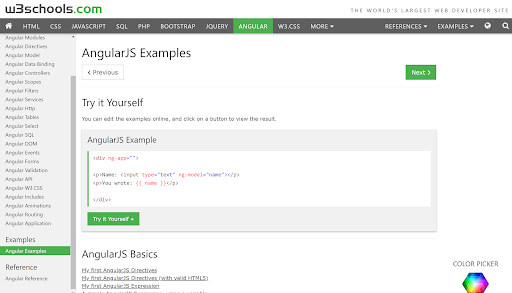 w3schools.com
THE WORLD'S LARGEST WEB DEVELOPER SITE
HTML CSS JAVASCRIPT SQL PHP BOOTSTRAP JQUERY ANGULAR W3.CSS MORE REFERENCES EXAMPLES
Angular Modules
Angular Directives
Angular Model
Angular Data Binding
Angular Controllers
Angular Scopes
Angular Filters
Angular Services
Angular Http
Angular Tables
Angular Select
Angular SQL
Angular DOM
Angular Events
Angular Forms
Angular Validation
Angular API
Angular W3.CSS
Angular Includes
Angular Animations
Angular Routing
Angular Application
Examples
Angular Examples
Reference
Angular Reference
AngularJS Examples
❮ Previous
Next ❯
Try it Yourself
You can edit the examples online, and click on a button to view the result.
AngularJS Example
<div ng-app="">
<p>Name: <input type="text" ng-model="name"></p>
<p>You wrote: {{ name }}</p>
</div>
Try it Yourself »
AngularJS Basics
My first AngularJS Directives
My first AngularJS Directives (with valid HTML5)
My first AngularJS Expression
COLOR PICKER